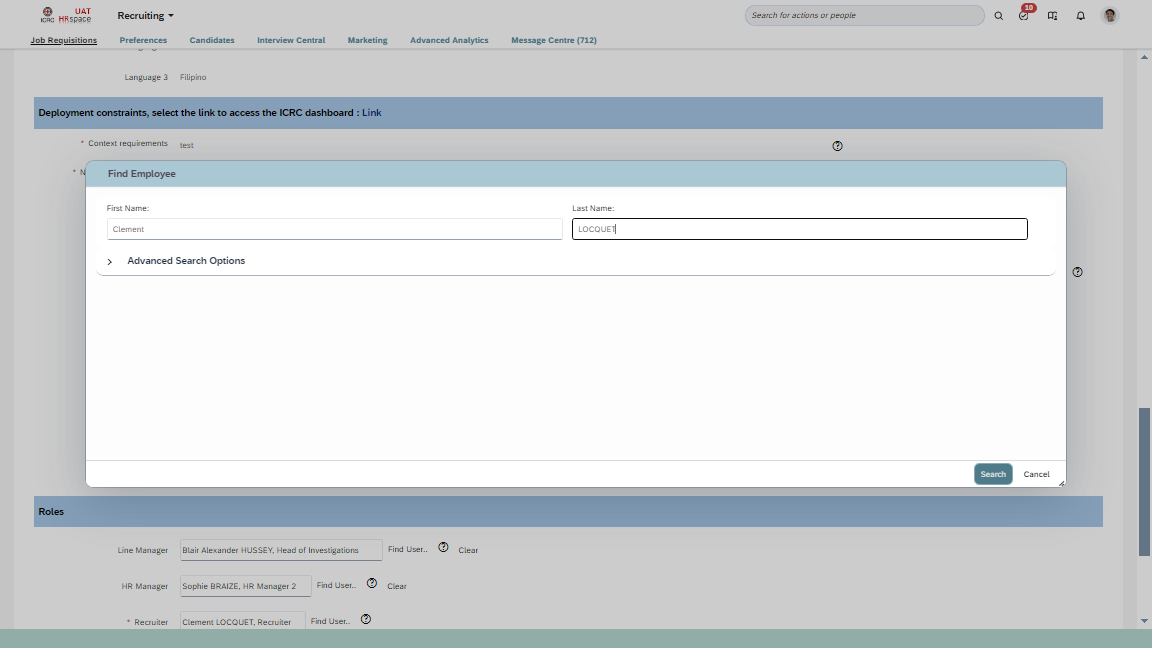 ICRC
UAT
HRspace
Recruiting
Search for actions or people
10
Job Requisitions
Preferences
Candidates
Interview Central
Marketing
Advanced Analytics
Message Centre (712)
Language 3
Filipino
Deployment constraints, select the link to access the ICRC dashboard : Link
* Context requirements
test
* N
Find Employee
First Name:
Last Name:
Clement
LOCQUET
Advanced Search Options
Search
Cancel
Roles
Line Manager
Blair Alexander HUSSEY, Head of Investigations
Find User..
Clear
HR Manager
Sophie BRAIZE, HR Manager 2
Find User..
Clear
* Recruiter
Clement LOCQUET, Recruiter
Find User..